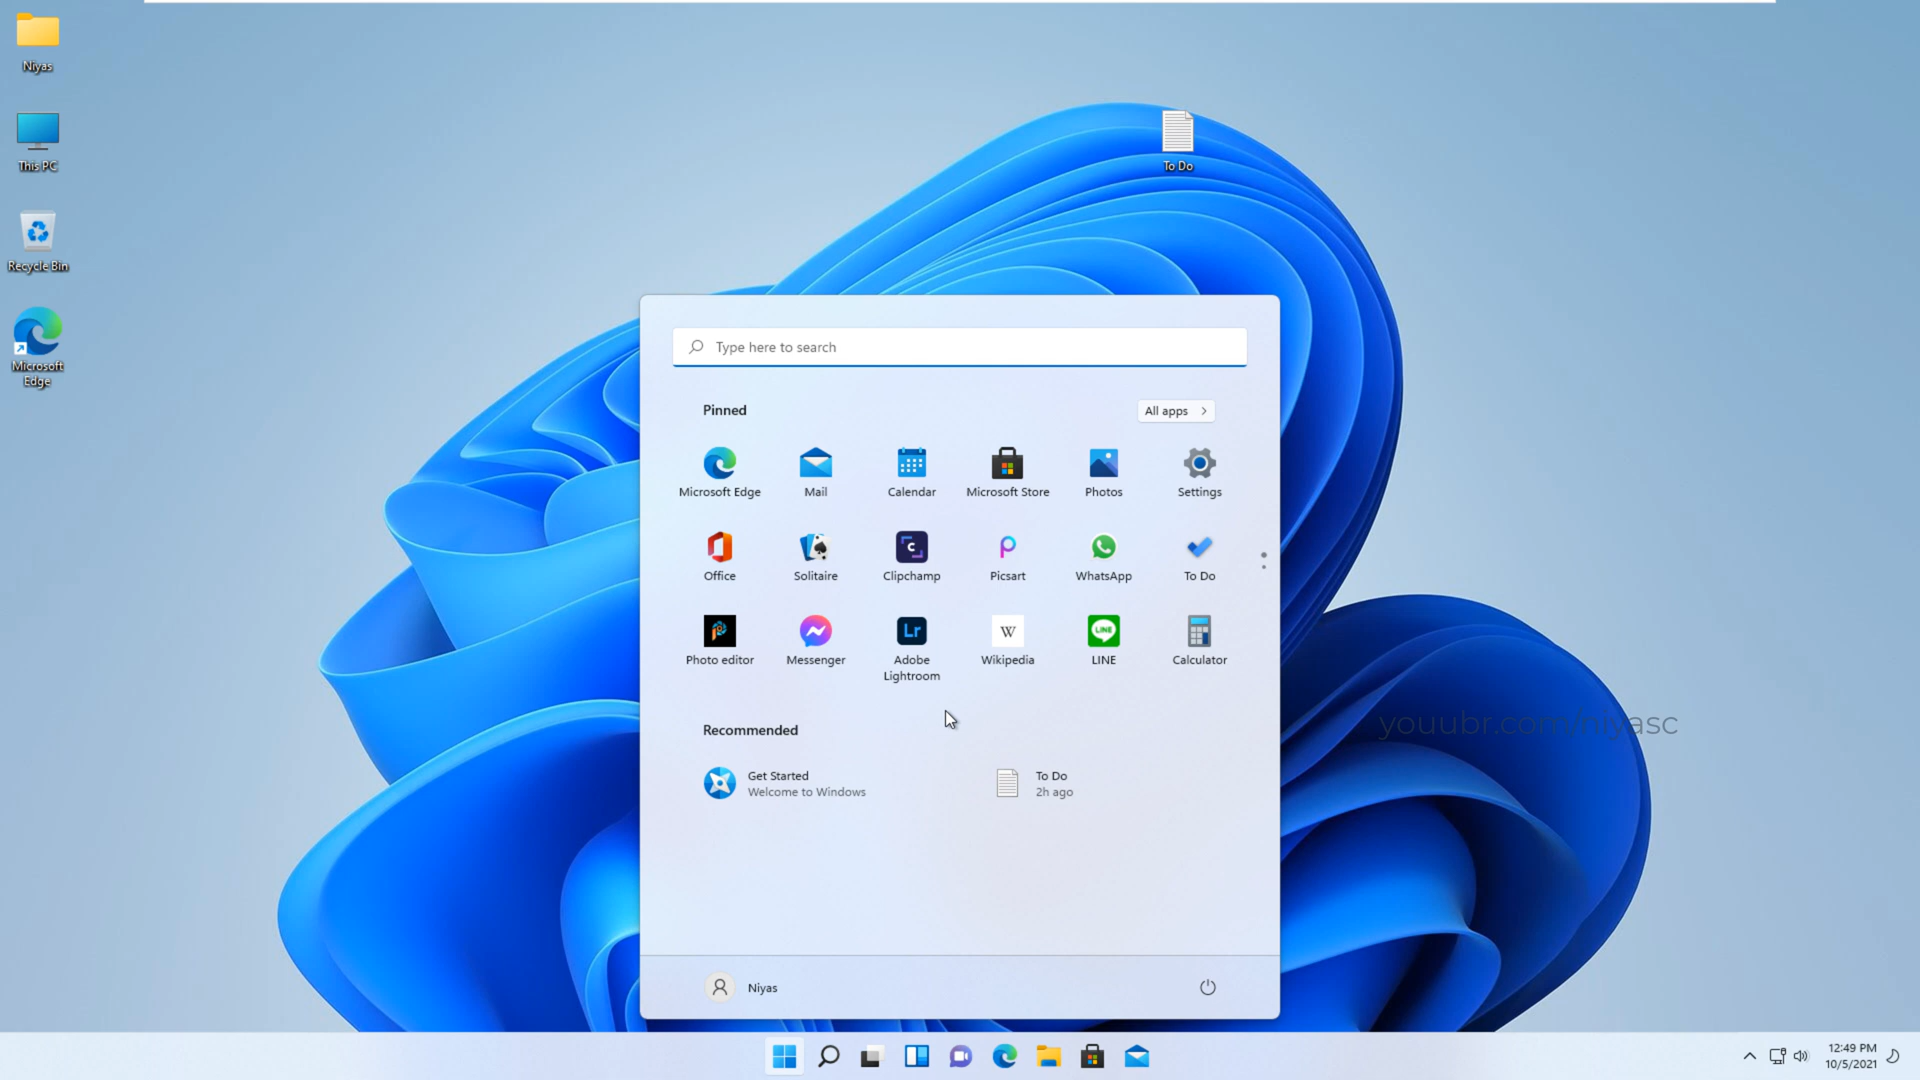 Niyas
This PC
Recycle Bin
Microsoft
Edge
To Do
Type here to search
Pinned
All apps
Microsoft Edge
Mail
Calendar
Microsoft Store
Photos
Settings
Office
Solitaire
Clipchamp
Picsart
WhatsApp
To Do
Photo editor
Messenger
Adobe
Lightroom
Lr
Wikipedia
W
LINE
LINE
Calculator
youubr.com/niyasc
Recommended
Get Started
Welcome to Windows
To Do
2h ago
Niyas
12:49 PM
10/5/2021